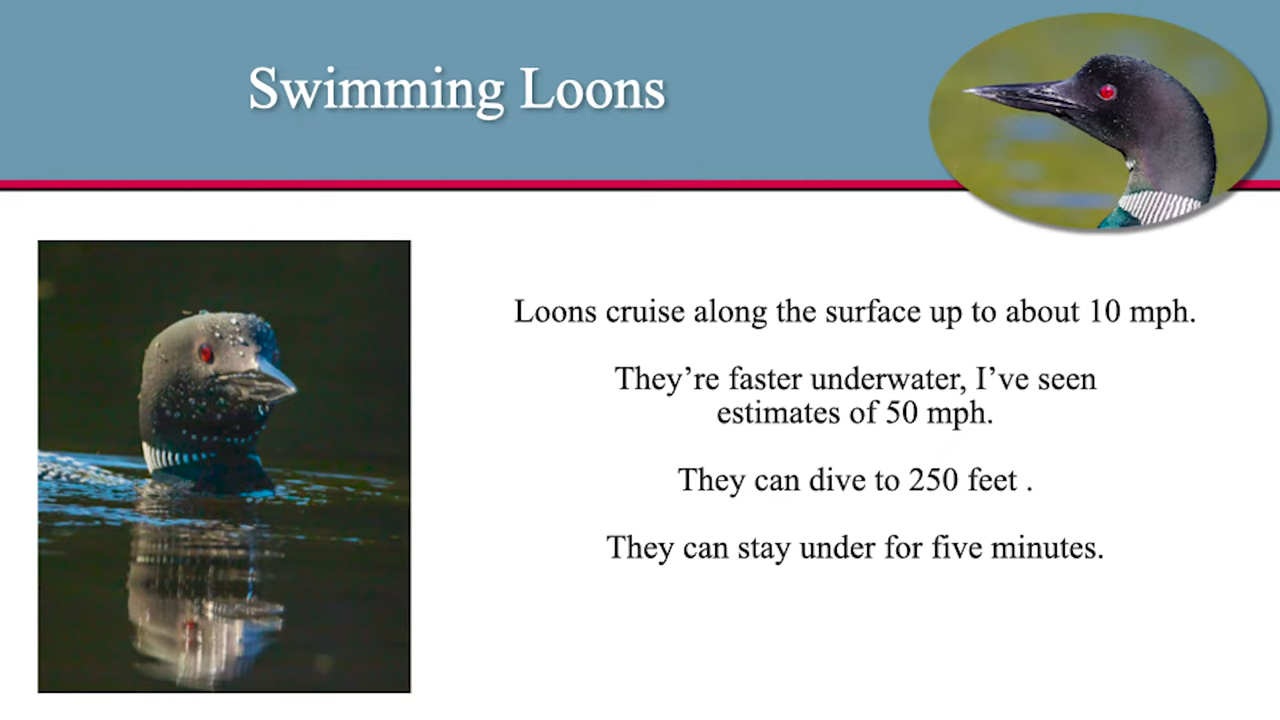 Swimming Loons
Loons cruise along the surface up to about 10 mph.
They’re faster underwater, I’ve seen
estimates of 50 mph.
They can dive to 250 feet .
They can stay under for five minutes.